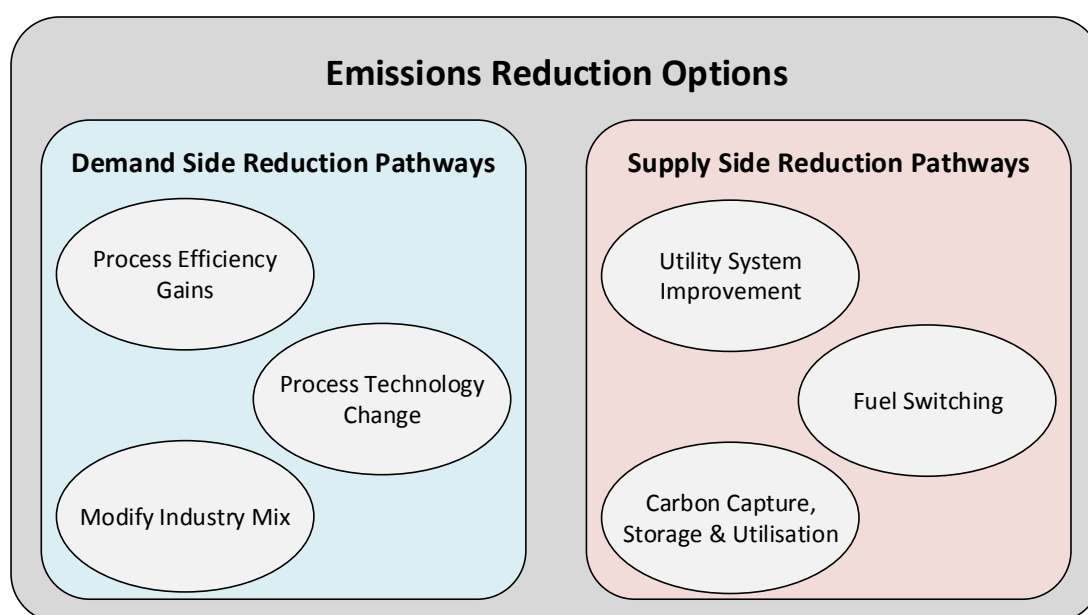 Emissions Reduction Options
Demand Side Reduction Pathways
Process Efficiency
Gains
Process Technology
Change
Modify Industry Mix
Supply Side Reduction Pathways
Utility System
Improvement
Fuel Switching
Carbon Capture,
Storage & Utilisation